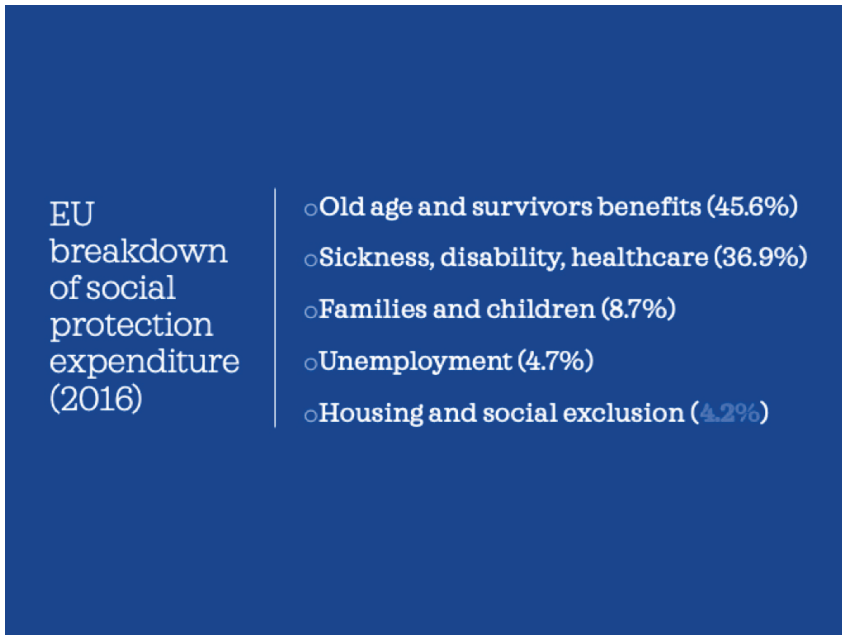 EU
breakdown
of social
protection
expenditure
(2016)
○Old age and survivors benefits (45.6%)
○Sickness, disability, healthcare (36.9%)
○Families and children (8.7%)
○Unemployment (4.7%)
○Housing and social exclusion (4.2%)